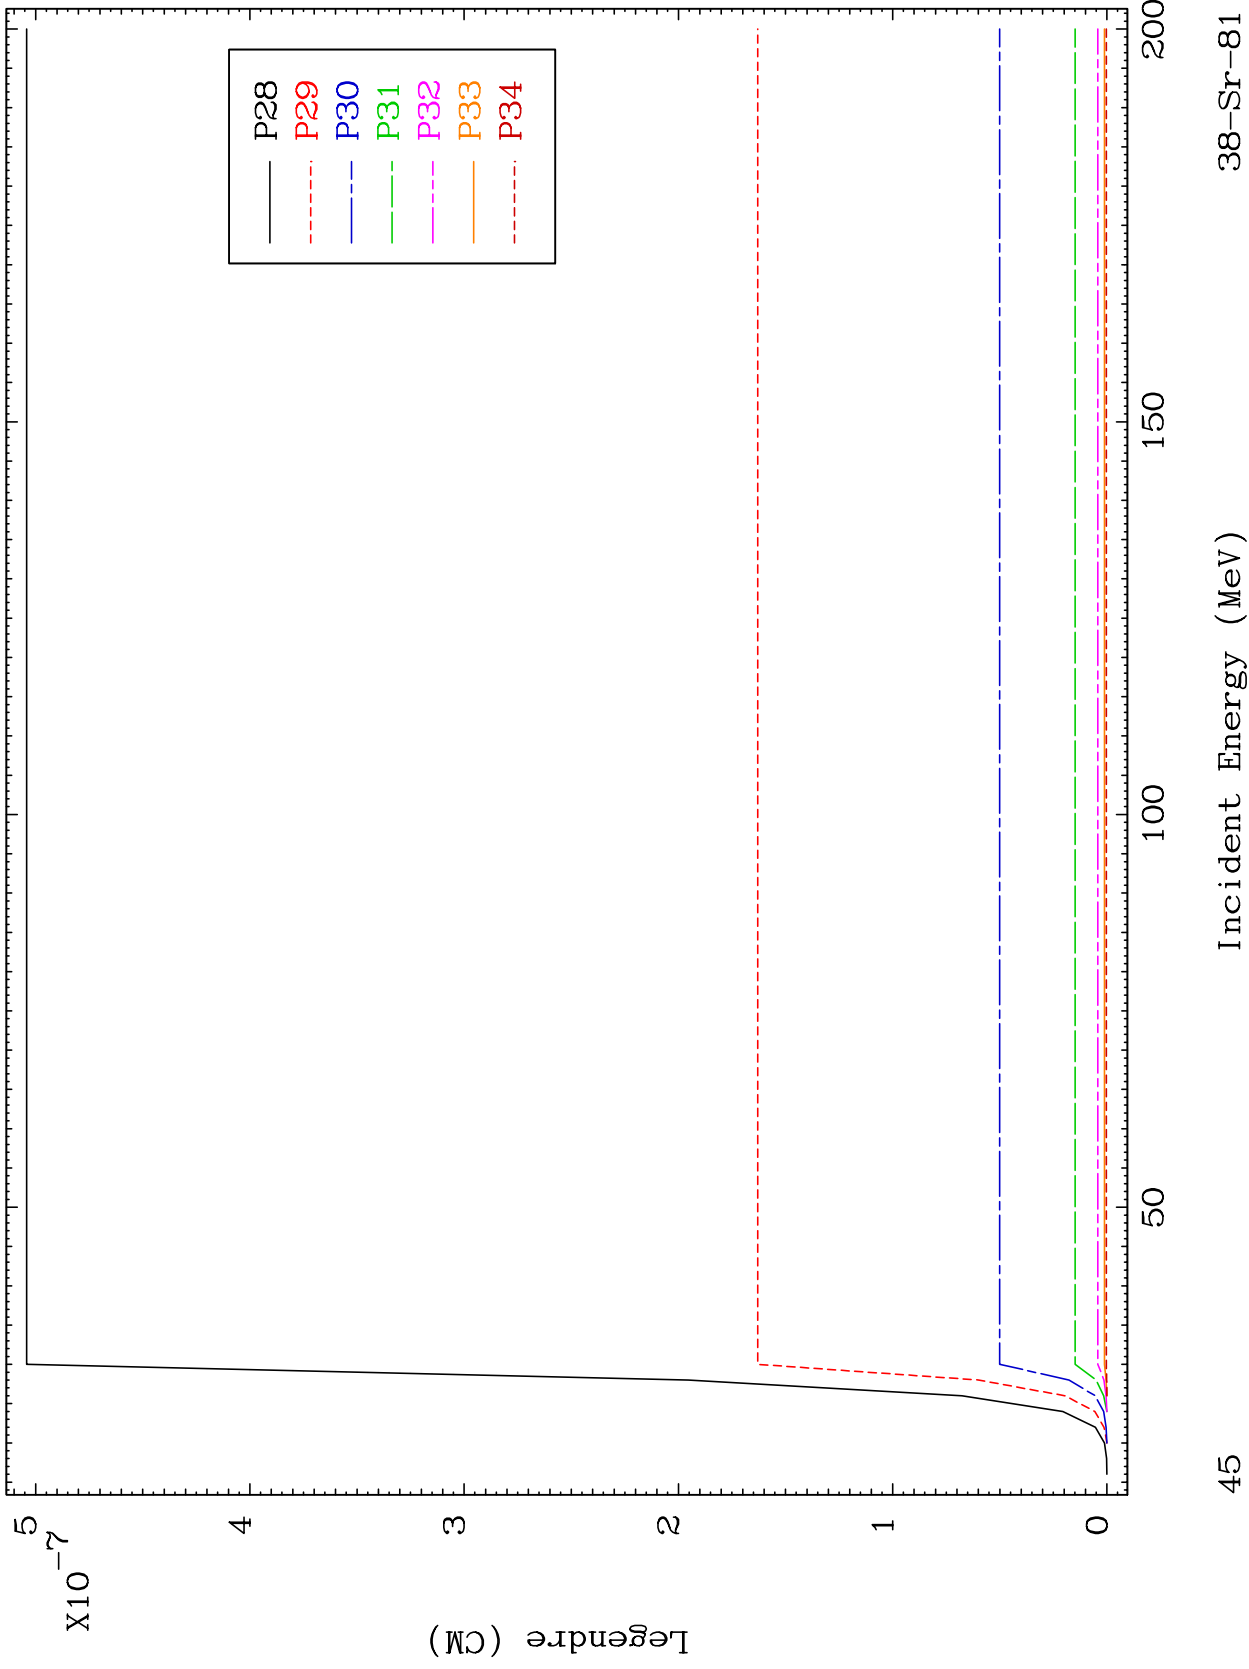 X10-7
5
4
3
2
1
0
Legendre (CM)
P28
P29
P30
P31
P32
P33
P34
50
100
150
200
Incident Energy (MeV)
45
38-Sr-81